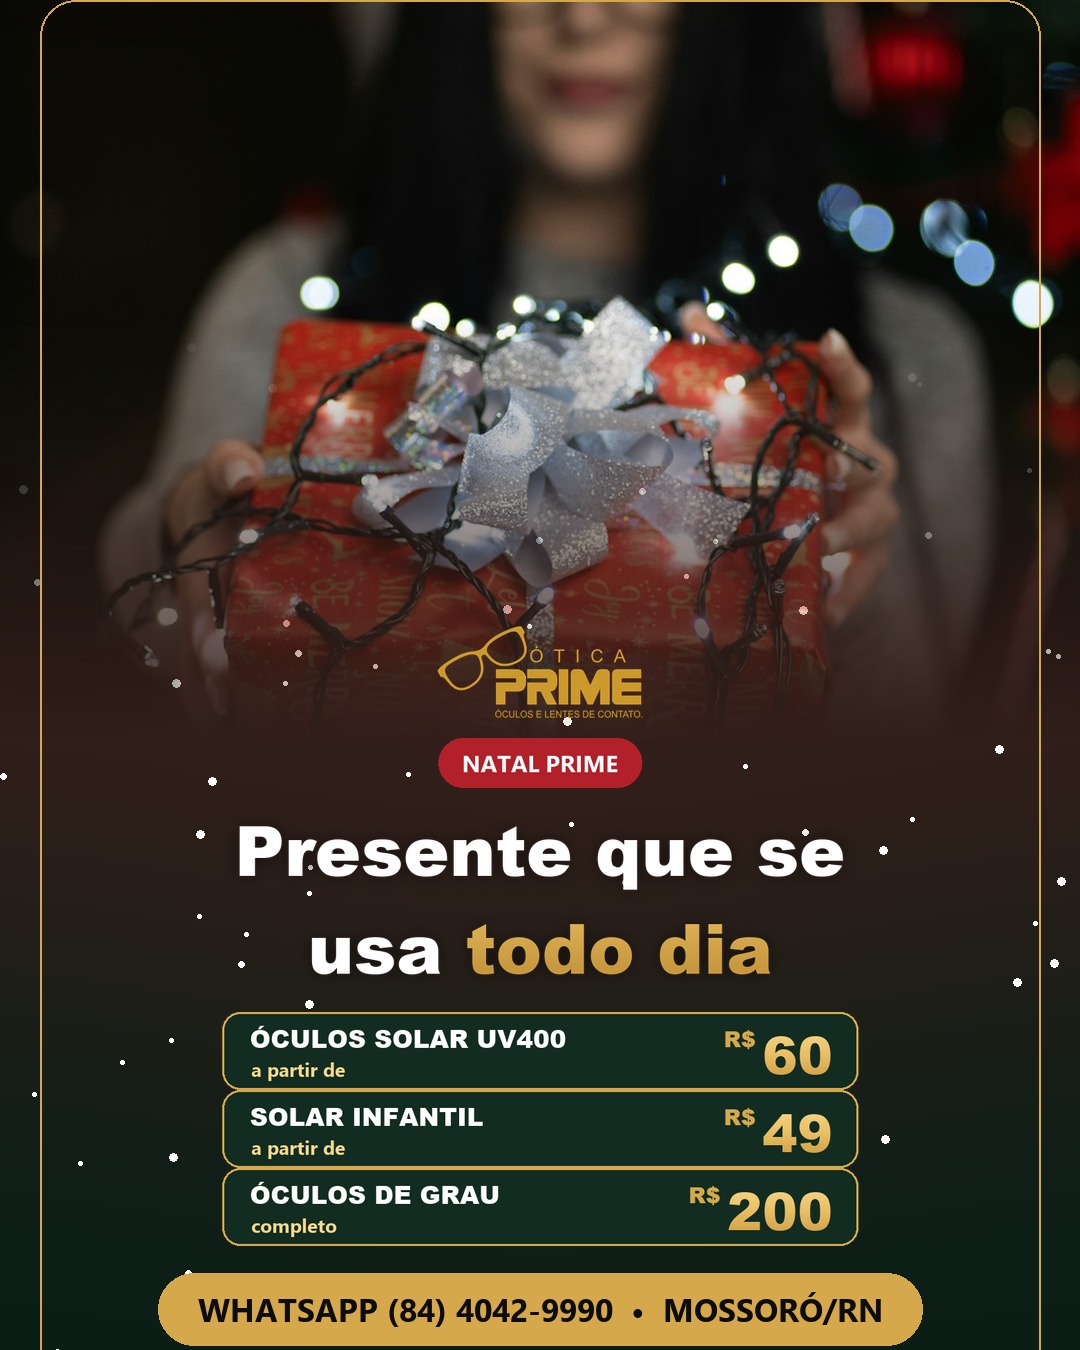 ÓTICA
PRIME
ÓCULOS E LENTES DE CONTATO.
NATAL PRIME
Presente que se
usa todo dia
ÓCULOS SOLAR UV400
a partir de
R$ 60
SOLAR INFANTIL
a partir de
R$ 49
ÓCULOS DE GRAU
completo
R$ 200
WHATSAPP (84) 4042-9990 • MOSSORÓ/RN